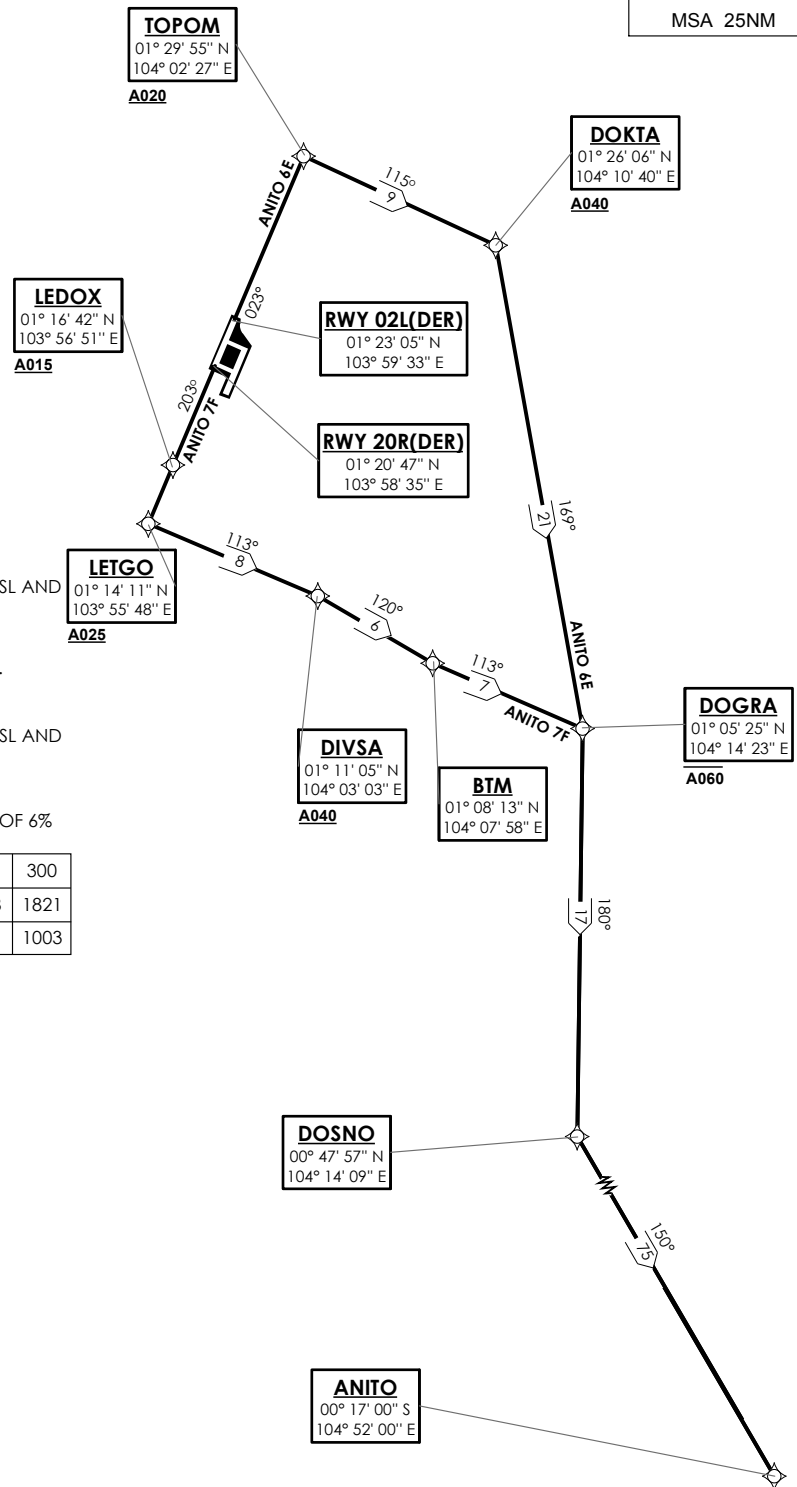 MSA 25NM
TOPOM
01° 29' 55" N
104° 02' 27" E
A020
DOKTA
01° 26' 06" N
104° 10' 40" E
A040
115°
9
ANITO 6E
023°
LEDOX
01° 16' 42" N
103° 56' 51" E
A015
RWY 02L(DER)
01° 23' 05" N
103° 59' 33" E
203°
ANITO 7F
RWY 20R(DER)
01° 20' 47" N
103° 58' 35" E
169°
21
ANITO 6E
SL AND
LETGO
01° 14' 11" N
103° 55' 48" E
A025
113°
8
120°
6
113°
7
ANITO 7F
SL AND
DIVSA
01° 11' 05" N
104° 03' 03" E
A040
BTM
01° 08' 13" N
104° 07' 58" E
DOGRA
01° 05' 25" N
104° 14' 23" E
A060
OF 6%
300
1821
1003
180°
17
DOSNO
00° 47' 57" N
104° 14' 09" E
150°
75
ANITO
00° 17' 00" S
104° 52' 00" E